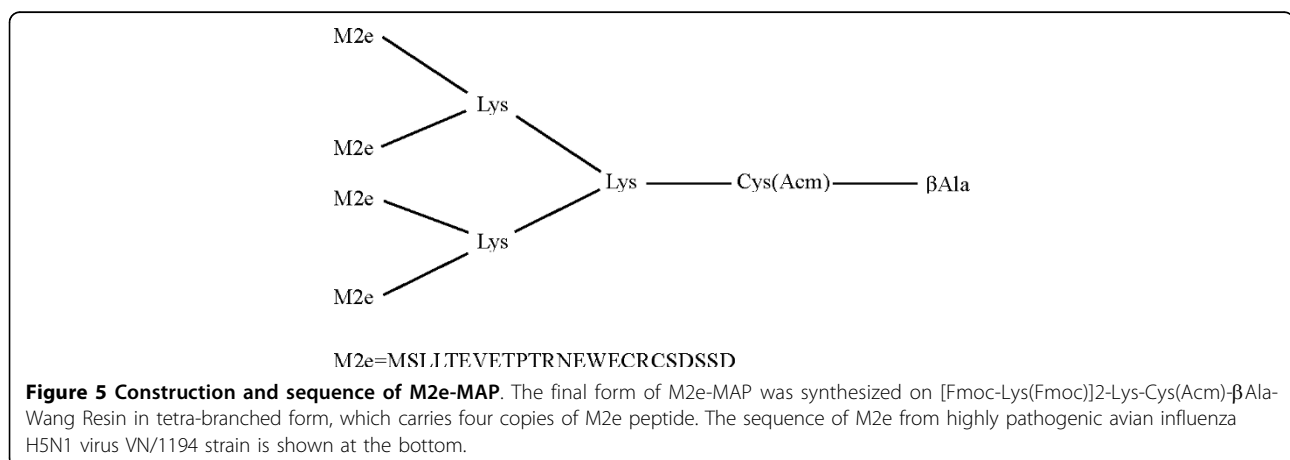 M2e
Lys
M2e
Lys
Cys(Acm)
βAla
M2e
Lys
M2e
M2e=MSLLTEVETPTRNEWECRCSDSSD
Figure 5 Construction and sequence of M2e-MAP. The final form of M2e-MAP was synthesized on [Fmoc-Lys(Fmoc)]2-Lys-Cys(Acm)-βAla-
Wang Resin in tetra-branched form, which carries four copies of M2e peptide. The sequence of M2e from highly pathogenic avian influenza
H5N1 virus VN/1194 strain is shown at the bottom.